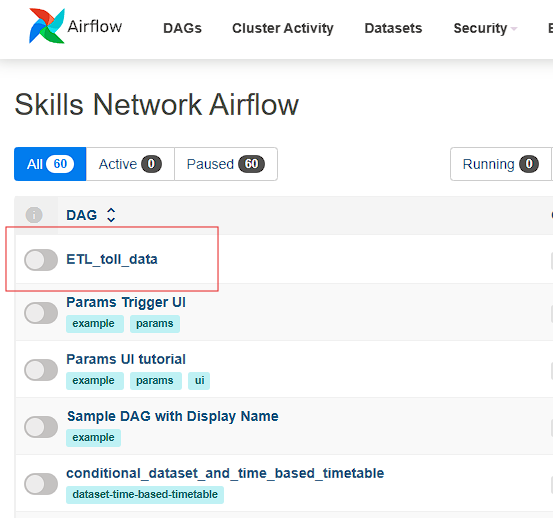 Airflow DAGs Cluster Activity Datasets Security
Skills Network Airflow
All 60 Active 0 Paused 60 Running 0
i DAG
ETL_toll_data
Params Trigger UI
example params
Params UI tutorial
example params ui
Sample DAG with Display Name
example
conditional_dataset_and_time_based_timetable
dataset-time-based-timetable